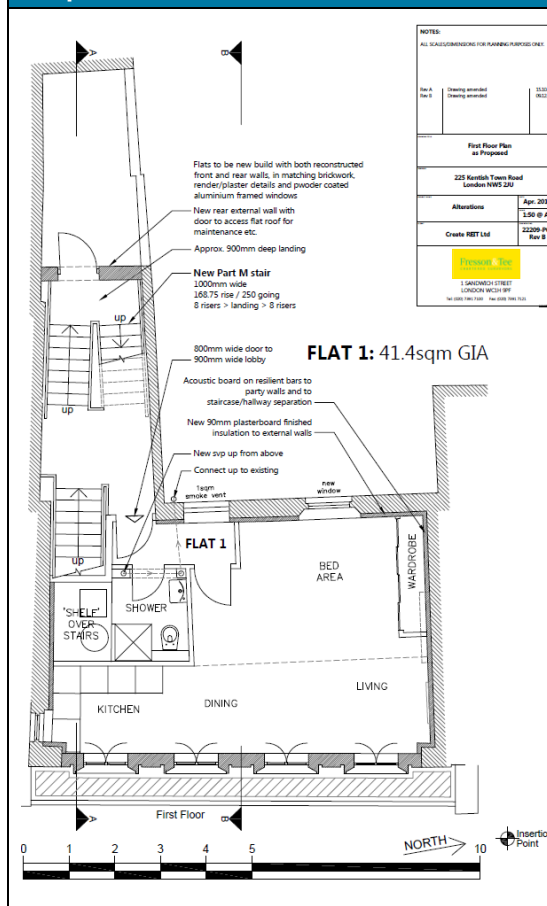 A
B
NOTES:
ALL SCALES/DIMENSIONS FOR PLANNING PURPOSES ONLY.
Rev A Drawing amended
Rev B Drawing amended
First Floor Plan
as Proposed
225 Kentish Town Road
London NW5 2JU
Alterations
Apr. 201
1:50 @ A
Create REIT Ltd
Rev B
Fresson Tee
1 SANDWICH STREET
LONDON WC1H 9PF
Flats to be new build with both reconstructed
front and rear walls, in matching brickwork,
render/plaster details and pwoder coated
aluminium framed windows
New rear external wall with
door to access flat roof for
maintenance etc.
Approx. 900mm deep landing
New Part M stair
1000mm wide
168.75 rise / 250 going
8 risers > landing > 8 risers
up
up
800mm wide door to
900mm wide lobby
FLAT 1: 41.4sqm GIA
Acoustic board on resilient bars to
party walls and to
staircase/hallway separation
New 90mm plasterboard finished
insulation to external walls
New svp up from above
Connect up to existing
1sqm
smoke vent
new
window
up
FLAT 1
BED
AREA
WARDROBE
'SHELF'
OVER
STAIRS
SHOWER
KITCHEN
DINING
LIVING
First Floor
A
B
NORTH
Insertio
Point
0 1 2 3 4 5 10